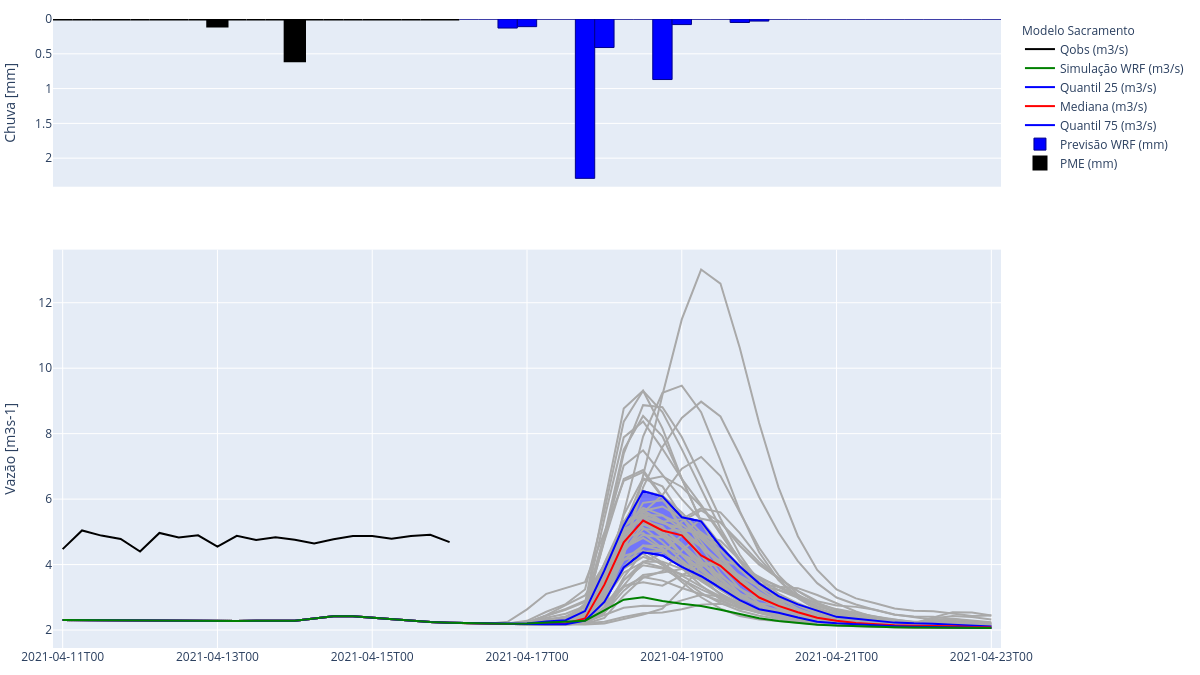 0
0.5
1
1.5
2
Chuva [mm]
Modelo Sacramento
Qobs (m3/s)
Simulação WRF (m3/s)
Quantil 25 (m3/s)
Mediana (m3/s)
Quantil 75 (m3/s)
Previsão WRF (mm)
PME (mm)
12
10
8
6
4
2
Vazão [m3s-1]
2021-04-11T00 2021-04-13T00 2021-04-15T00 2021-04-17T00 2021-04-19T00 2021-04-21T00 2021-04-23T00